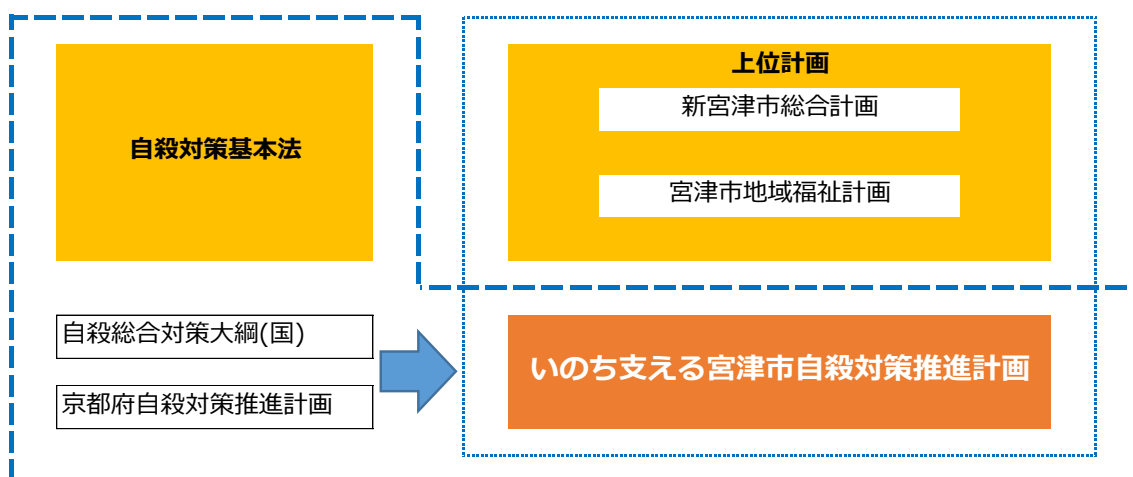 自殺対策基本法
上位計画
新宮津市総合計画
宮津市地域福祉計画
自殺総合対策大綱(国)
京都府自殺対策推進計画
いのち支える宮津市自殺対策推進計画